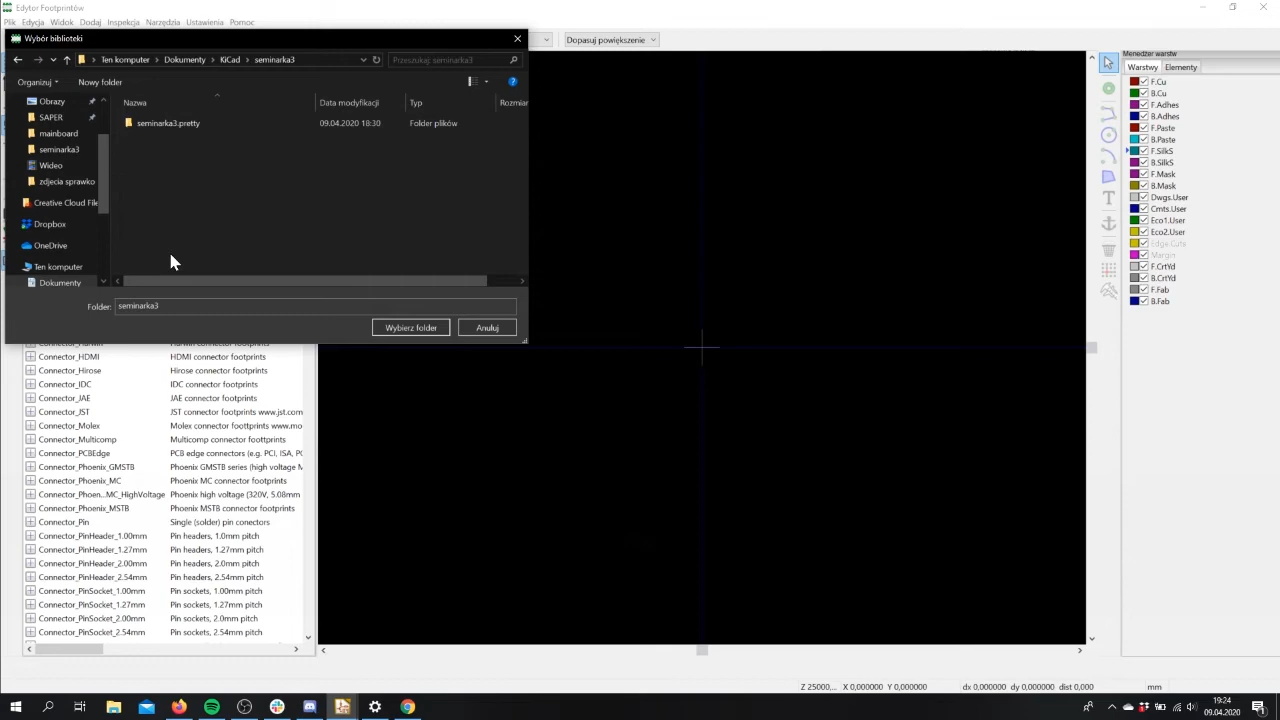 Edytor Footprintów
Plik Edycja Widok Dodaj Inspekcja Narzędzia Ustawienia Pomoc
Wybór biblioteki
Dopasuj powiększenie
Ten komputer Dokumenty KiCad seminarka3
Przeszukaj: seminarka3
Organizuj New folder
Nazwa Data modyfikacji Typ Rozmiar
seminarka3.pretty 09.04.2020 18:30 Folder plików
Obrazy
SAPER
mainboard
seminarka3
Wideo
zdjecia sprawko
Creative Cloud File
Dropbox
OneDrive
Ten komputer
Dokumenty
Folder: seminarka3
Wybierz folder Anuluj
Connector_HDMI HDMI connector footprints
Connector_Hirose Hirose connector footprints
Connector_IDC IDC connector footprints
Connector_JAE JAE connector footprints
Connector_JST JST connector footprints www.jst.com
Connector_Molex Molex connector footprints www.mo
Connector_Multicomp Multicomp connector foottprints
Connector_PCBEdge PCB edge connectors (e.g. PCI, ISA, PC
Connector_Phoenix_GMSTB Phoenix GMSTB series (high voltage M
Connector_Phoenix_MC Phoenix MC connector footprints
Connector_Phoen...MC_HighVoltage Phoenix high voltage (320V, 5.08mm
Connector_Phoenix_MSTB Phoenix MSTB connector footprints
Connector_Pin Single (solder) pin conectors
Connector_PinHeader_1.00mm Pin headers, 1.0mm pitch
Connector_PinHeader_1.27mm Pin headers, 1.27mm pitch
Connector_PinHeader_2.00mm Pin headers, 2.0mm pitch
Connector_PinHeader_2.54mm Pin headers, 2.54mm pitch
Connector_PinSocket_1.00mm Pin sockets, 1.00mm pitch
Connector_PinSocket_1.27mm Pin sockets, 1.27mm pitch
Connector_PinSocket_2.00mm Pin sockets, 2.0mm pitch
Connector_PinSocket_2.54mm Pin sockets, 2.54mm pitch
Menedżer warstw
Warstwy Elementy
F.Cu
B.Cu
F.Adhes
B.Adhes
F.Paste
B.Paste
F.SilkS
B.SilkS
F.Mask
B.Mask
Dwgs.User
Cmts.User
Eco1.User
Eco2.User
Edge.Cuts
Margin
F.CrtYd
B.CrtYd
F.Fab
B.Fab
Z 25000,... X 0,000000 Y 0,000000 dx 0,000000 dy 0,000000 dist 0,000 mm
19:24
09.04.2020